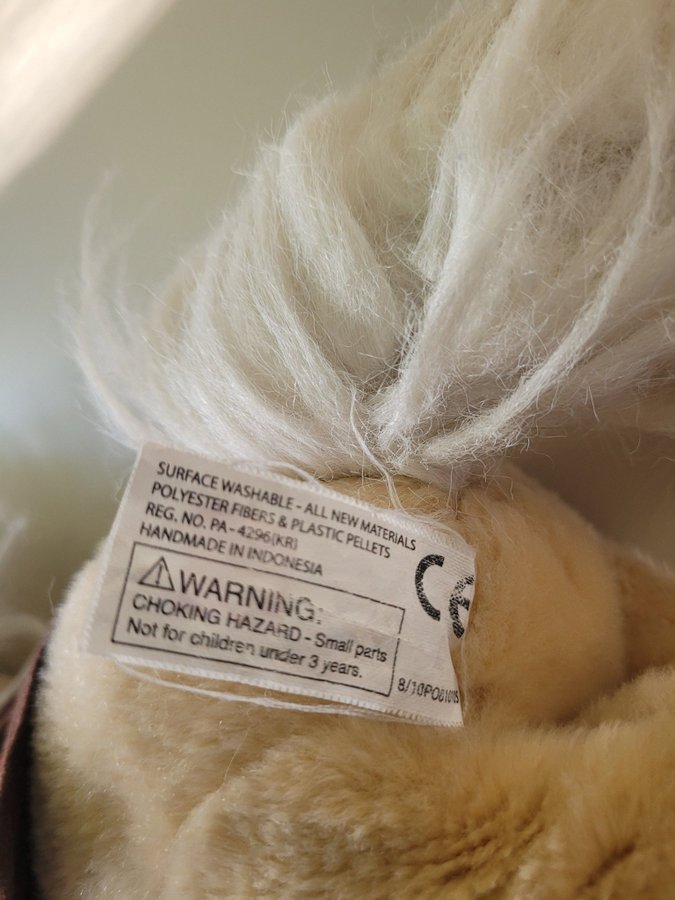 SURFACE WASHABLE - ALL NEW MATERIALS
POLYESTER FIBERS & PLASTIC PELLETS
REG. NO. PA-4296(KR)
HANDMADE IN INDONESIA
WARNING:
CHOKING HAZARD - Small parts
Not for children under 3 years.
CE